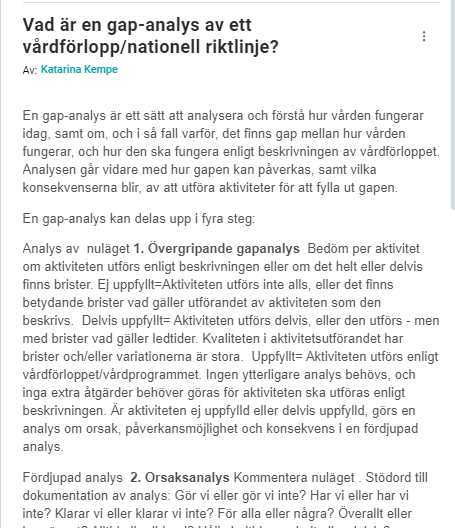 Vad är en gap-analys av ett
vårdförlopp/nationell riktlinje?
Av: Katarina Kempe
En gap-analys är ett sätt att analysera och förstå hur vården fungerar
idag, samt om, och i så fall varför, det finns gap mellan hur vården
fungerar, och hur den ska fungera enligt beskrivningen av vårdförloppet.
Analysen går vidare med hur gapen kan påverkas, samt vilka
konsekvenserna blir, av att utföra aktiviteter för att fylla ut gapen.
En gap-analys kan delas upp i fyra steg:
Analys av nuläget 1. Övergripande gapanalys Bedöm per aktivitet
om aktiviteten utförs enligt beskrivningen eller om det helt eller delvis
finns brister. Ej uppfyllt=Aktiviteten utförs inte alls, eller det finns
betydande brister vad gäller utförandet av aktiviteten som den
beskrivs. Delvis uppfyllt= Aktiviteten utförs delvis, eller den utförs - men
med brister vad gäller ledtider. Kvaliteten i aktivitetsutförandet har
brister och/eller variationerna är stora. Uppfyllt= Aktiviteten utförs enligt
vårdförloppet/vårdprogrammet. Ingen ytterligare analys behövs, och
inga extra åtgärder behöver göras för aktiviteten ska utföras enligt
beskrivningen. Är aktiviteten ej uppfylld eller delvis uppfylld, görs en
analys om orsak, påverkansmöjlighet och konsekvens i en fördjupad
analys.
Fördjupad analys 2. Orsaksanalys Kommentera nuläget . Stödord till
dokumentation av analys: Gör vi eller gör vi inte? Har vi eller har vi
inte? Klarar vi eller klarar vi inte? För alla eller några? Överallt eller